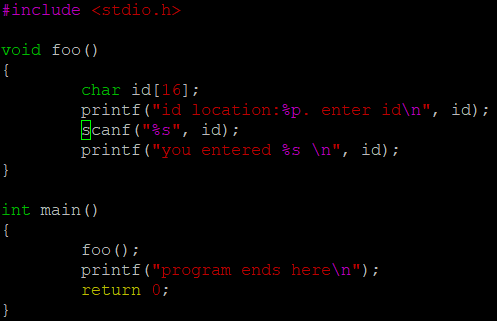 #include <stdio.h>
void foo()
{
char id[16];
printf("id location:%p. enter id\n", id);
scanf("%s", id);
printf("you entered %s \n", id);
}
int main()
{
foo();
printf("program ends here\n");
return 0;
}